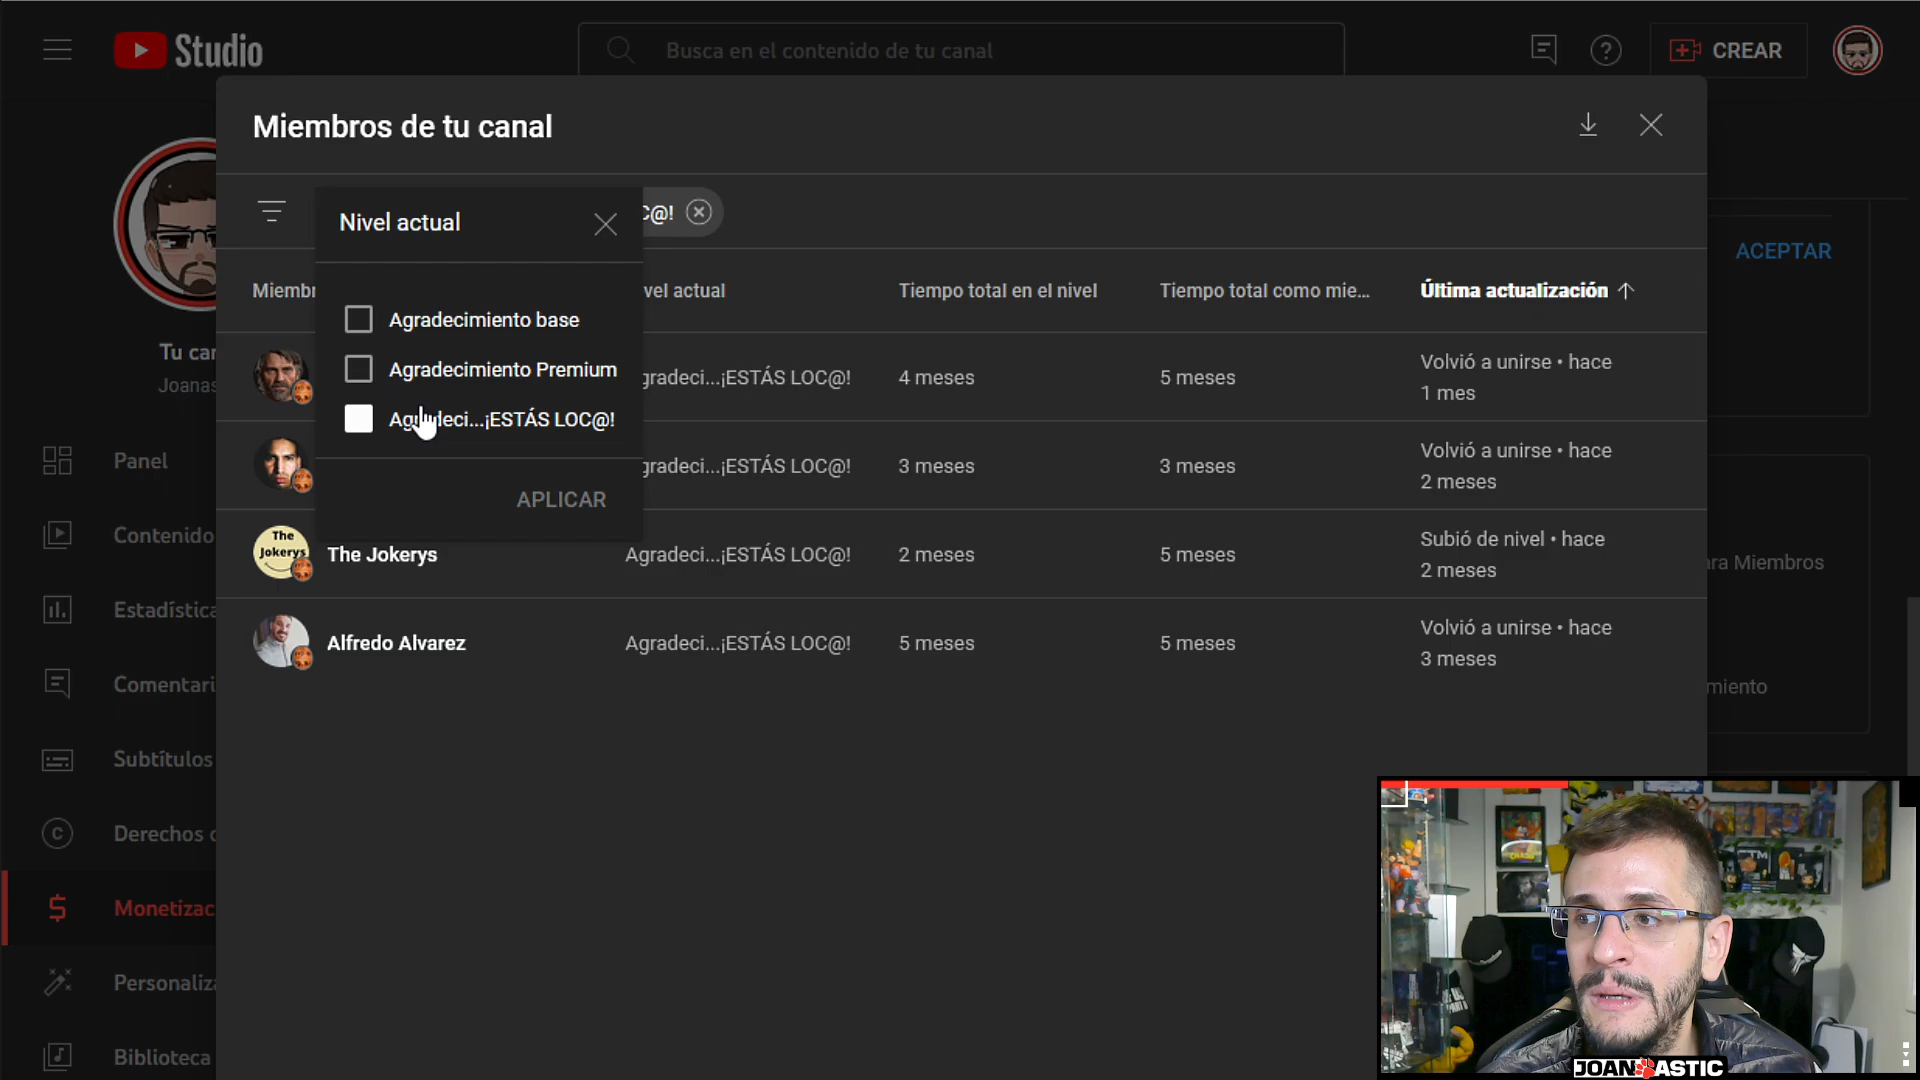 Studio
Busca en el contenido de tu canal
CREAR
Miembros de tu canal
Nivel actual
C@!
ACEPTAR
Miembr
vel actual
Tiempo total en el nivel
Tiempo total como mie...
Última actualización
Agradecimiento base
Agradecimiento Premium
Agradeci...¡ESTÁS LOC@!
APLICAR
gradeci...¡ESTÁS LOC@!
4 meses
5 meses
Volvió a unirse • hace
1 mes
gradeci...¡ESTÁS LOC@!
3 meses
3 meses
Volvió a unirse • hace
2 meses
The Jokerys
The Jokerys
Agradeci...¡ESTÁS LOC@!
2 meses
5 meses
Subió de nivel • hace
2 meses
Alfredo Alvarez
Agradeci...¡ESTÁS LOC@!
5 meses
5 meses
Volvió a unirse • hace
3 meses
Tu car
Joanas
Panel
Contenido
Estadística
Comentari
Subtítulos
Derechos c
Monetizac
Personaliza
Biblioteca
ra Miembros
miento
JOANTASTIC